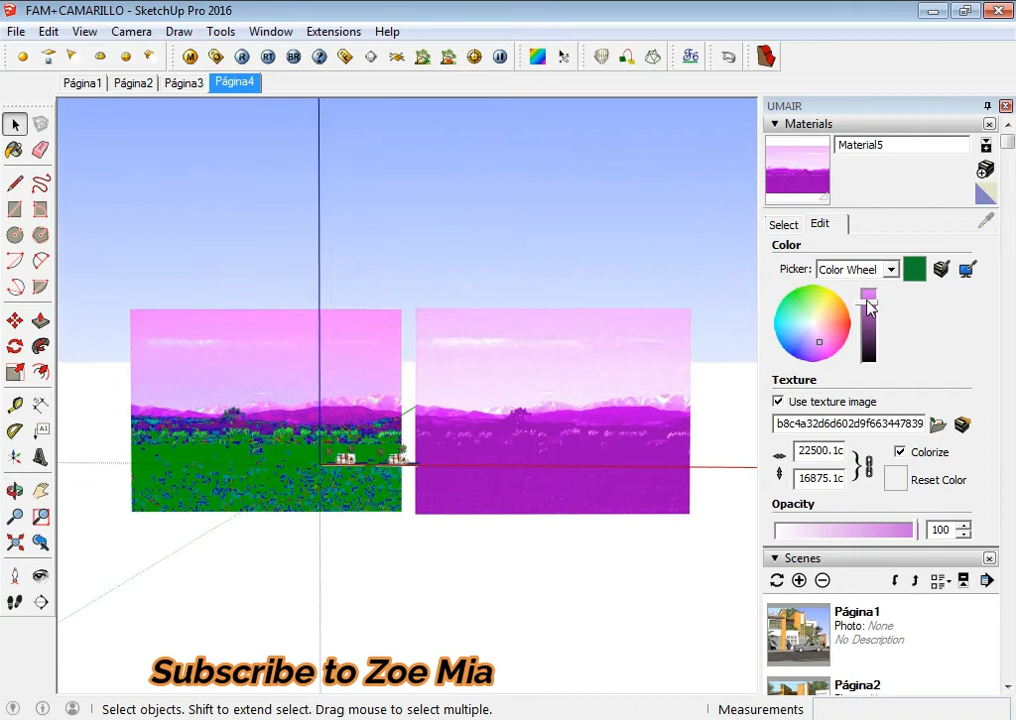 FAM+CAMARILLO - SketchUp Pro 2016
File Edit View Camera Draw Tools Window Extensions Help
M R RT BR
Página1 Página2 Página3 Página4
UMAIR
Materials
Material5
Select Edit
Color
Picker: Color Wheel
Texture
Use texture image
b8c4a32d6d602d9f663447839
22500.1c Colorize
16875.1c Reset Color
Opacity
100
Scenes
Página1
Photo: None
No Description
Página2
Subscribe to Zoe Mia
Select objects. Shift to extend select. Drag mouse to select multiple. Measurements